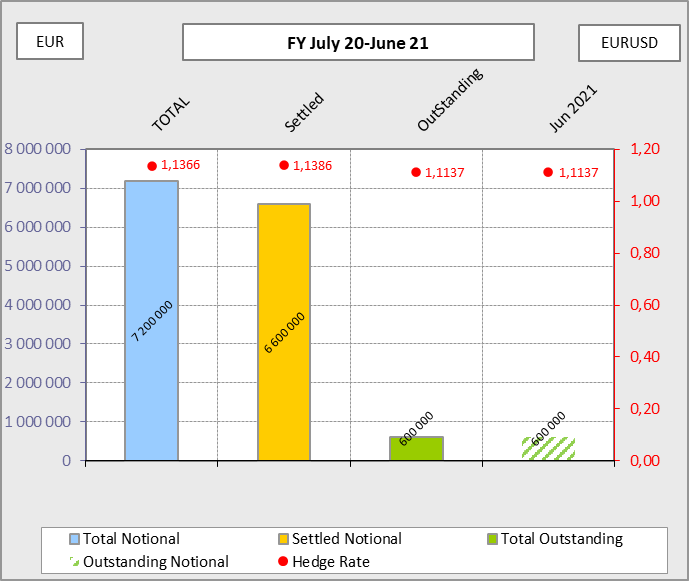 EUR
FY July 20-June 21
EURUSD
TOTAL
Settled
OutStanding
Jun 2021
8 000 000
7 000 000
6 000 000
5 000 000
4 000 000
3 000 000
2 000 000
1 000 000
0
1,1366
1,1386
1,1137
1,1137
7 200 000
6 600 000
600 000
600 000
1,20
1,00
0,80
0,60
0,40
0,20
0,00
Total Notional
Settled Notional
Total Outstanding
Outstanding Notional
Hedge Rate